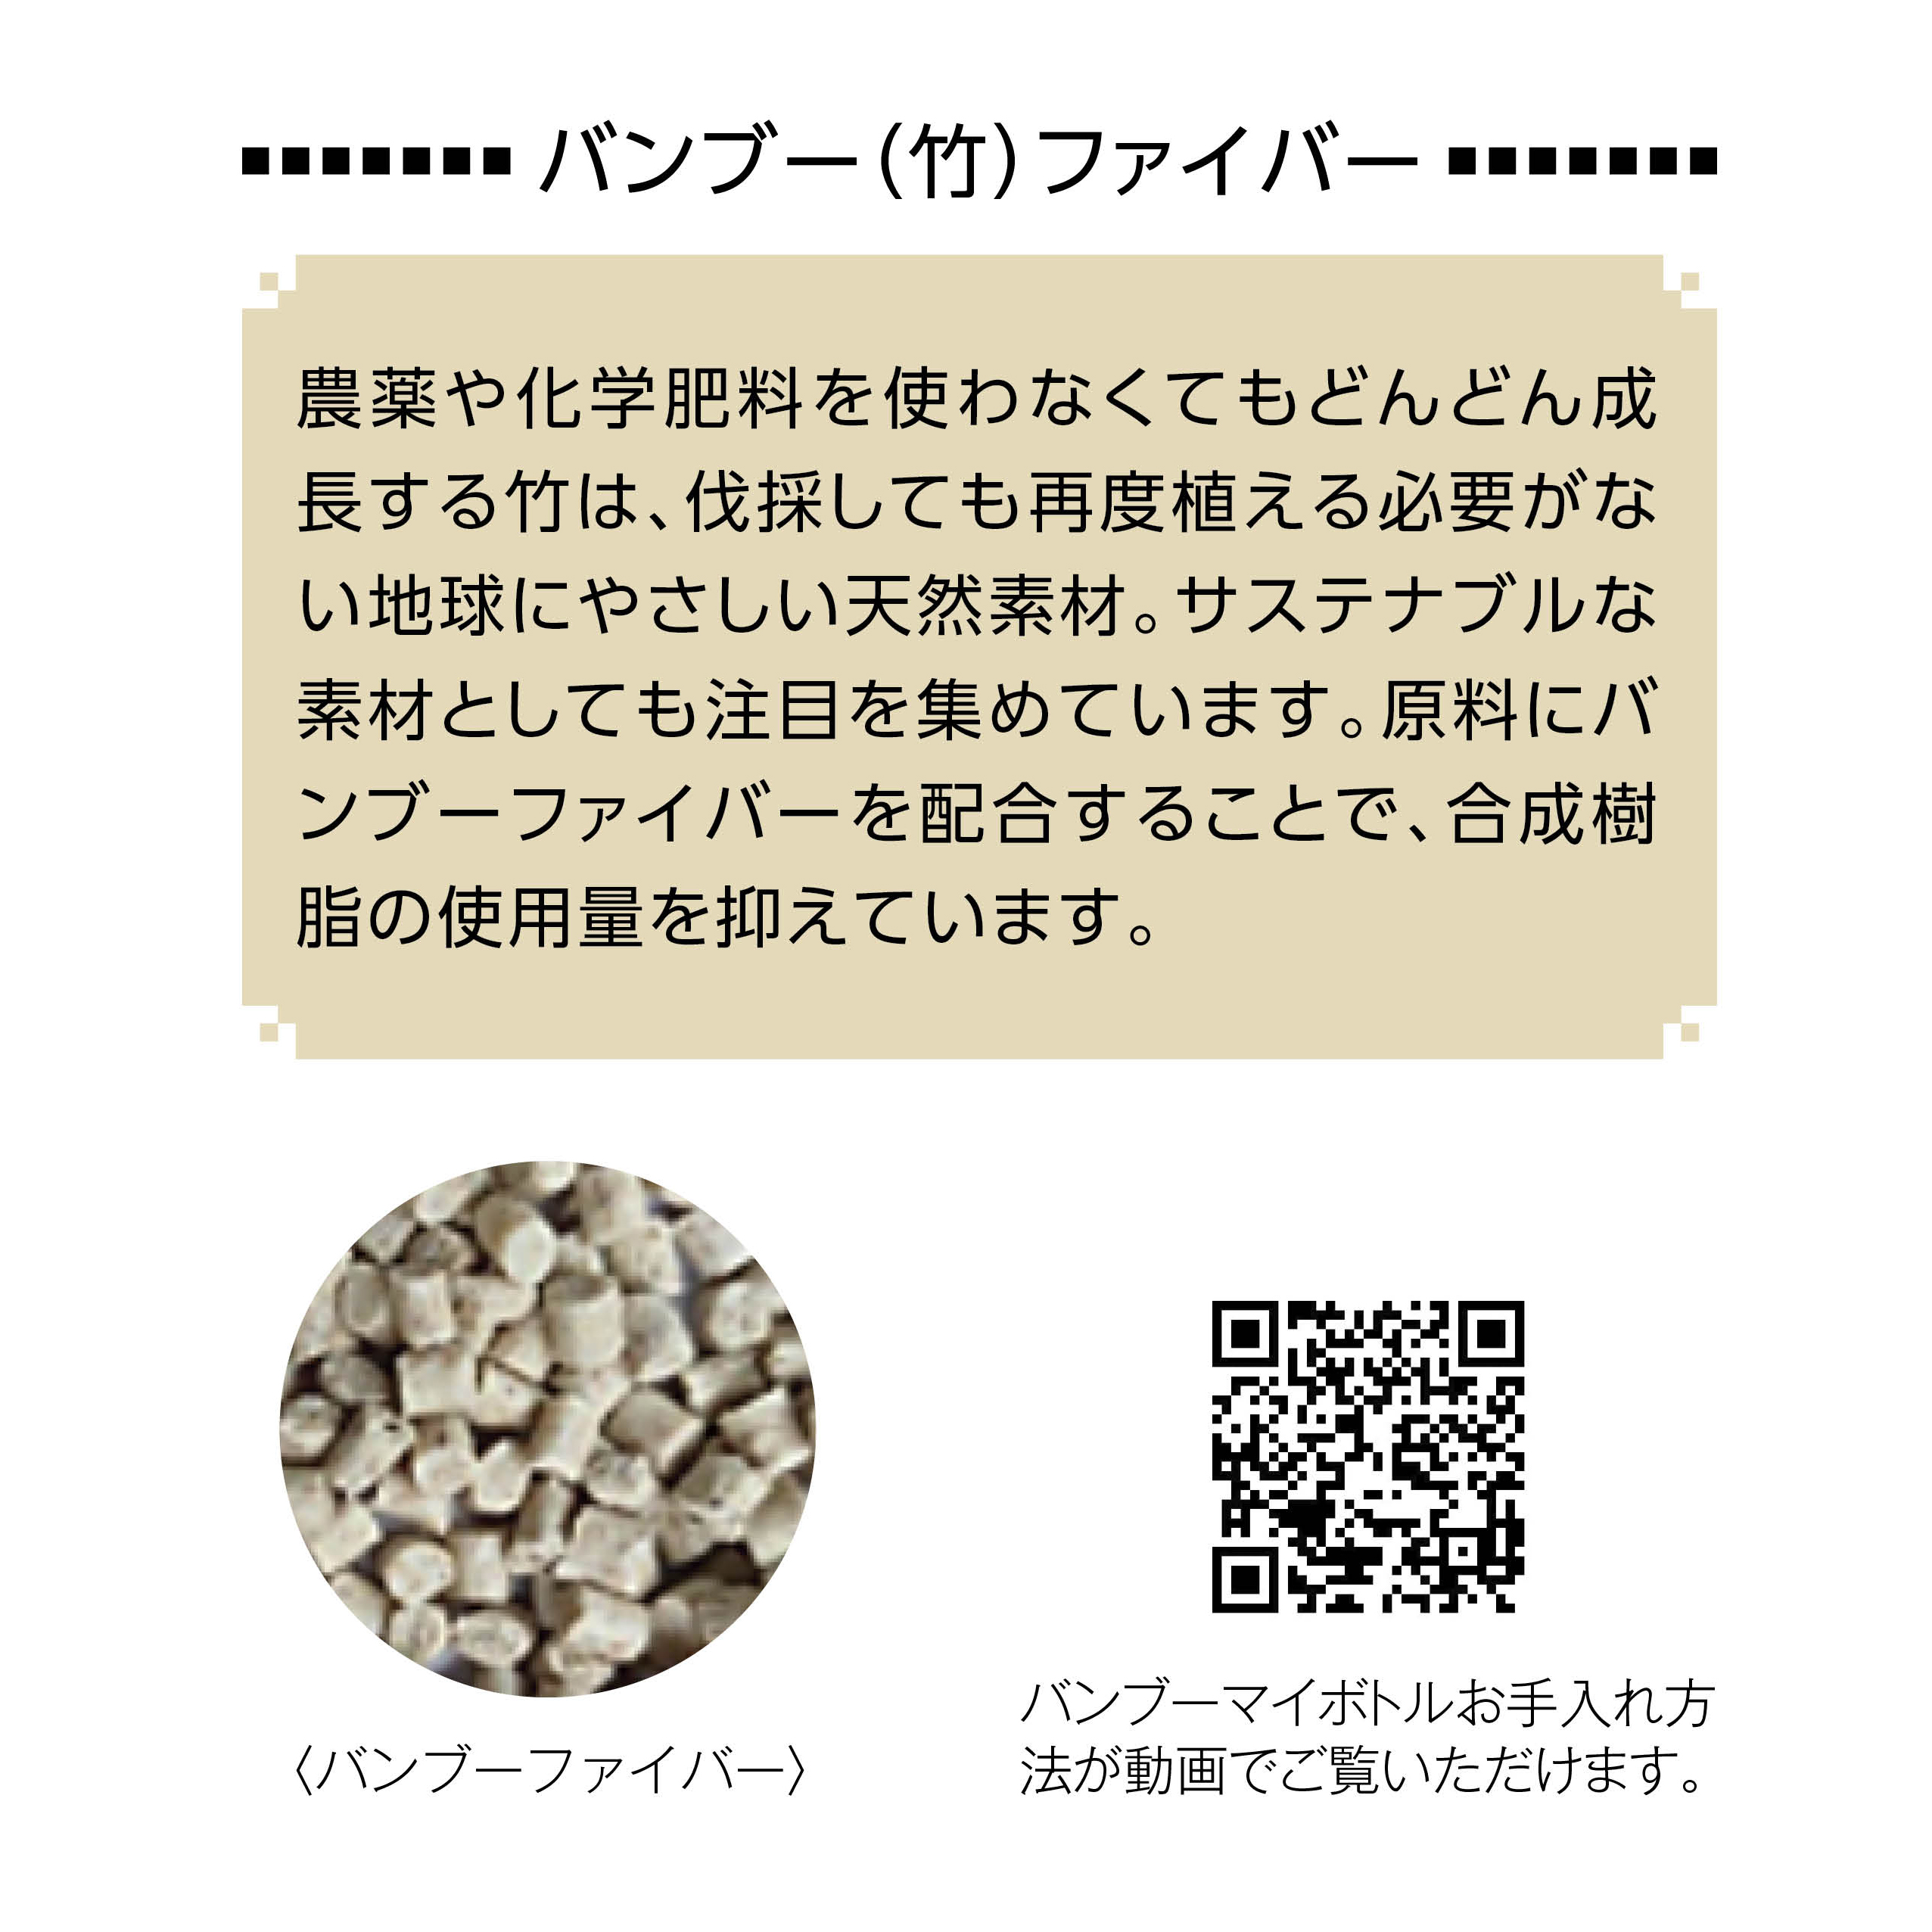 バンブー(竹)ファイバー
農薬や化学肥料を使わなくてもどんどん成
長する竹は、伐採しても再度植える必要がな
い地球にやさしい天然素材。サステナブルな
素材としても注目を集めています。原料にバ
ンブーファイバーを配合することで、合成樹
脂の使用量を抑えています。
〈バンブーファイバー〉
バンブーマイボトルお手入れ方
法が動画でご覧いただけます。